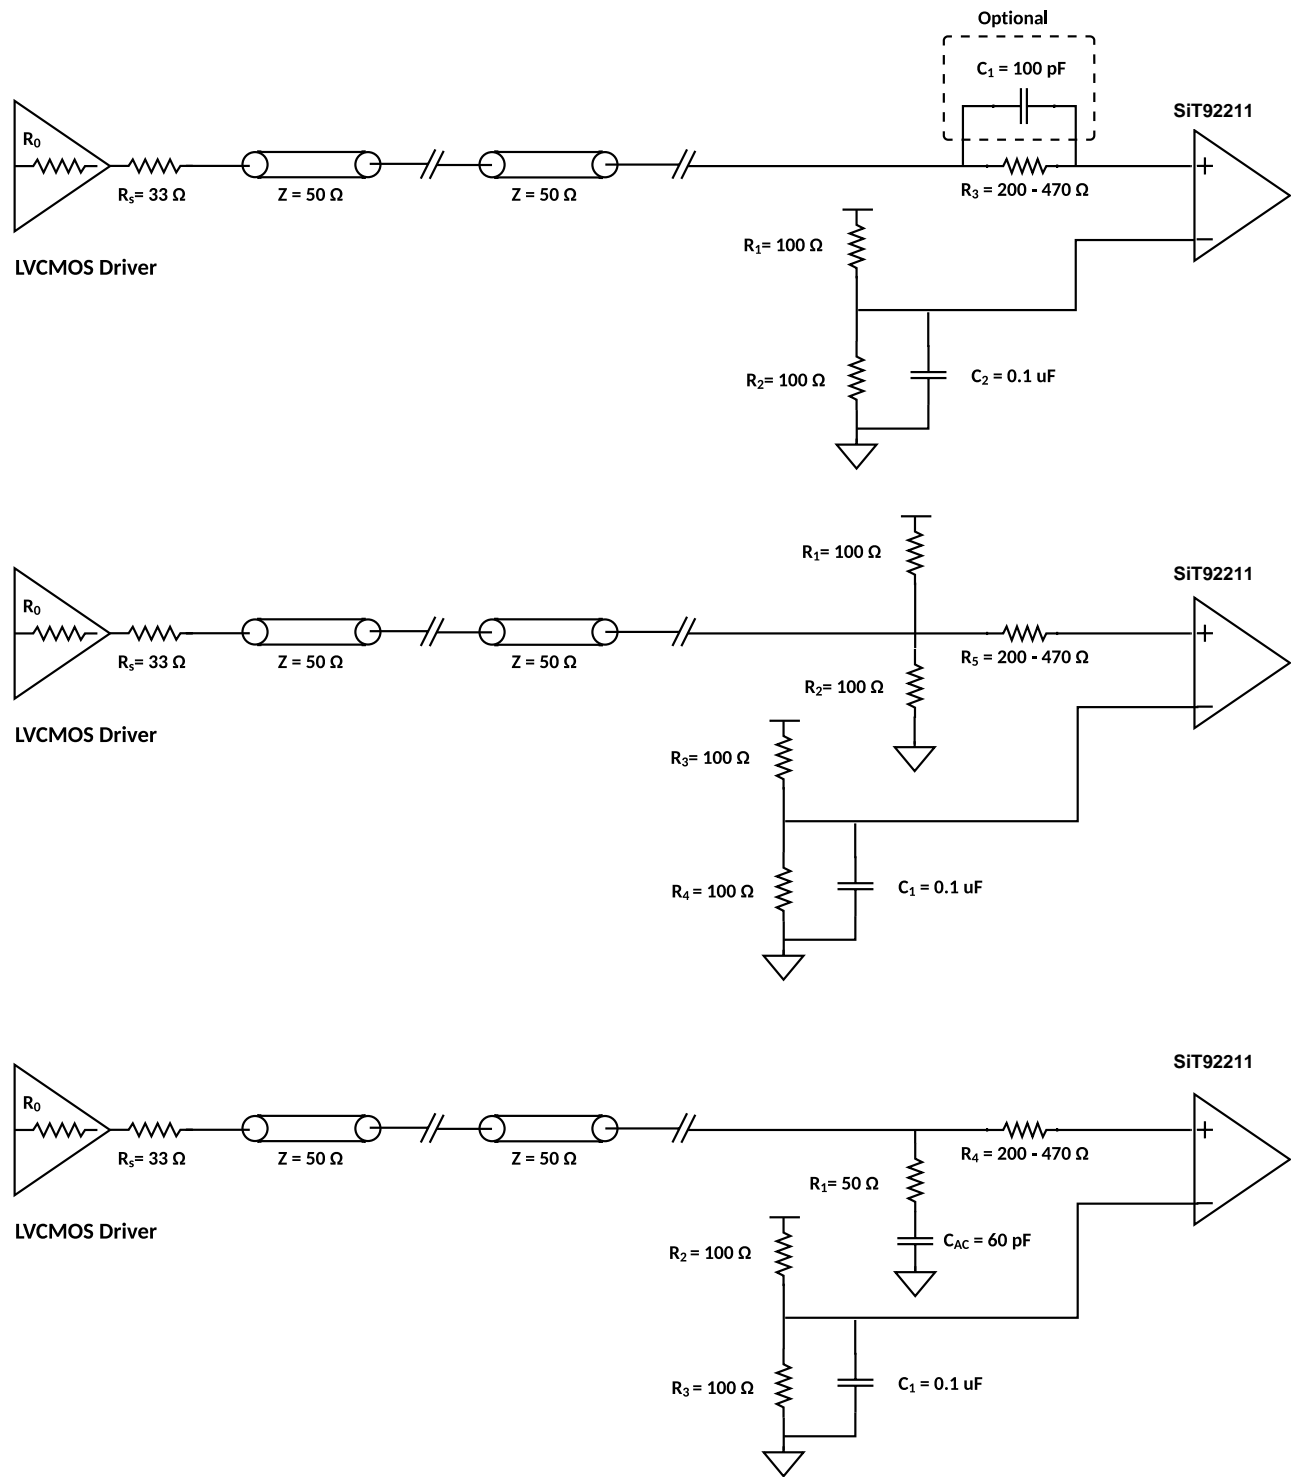 Optional
C₁ = 100 pF
SiT92211
R₀
+
Rₛ= 33 Ω
Z = 50 Ω
Z = 50 Ω
R₃ = 200 - 470 Ω
R₁= 100 Ω
−
LVCMOS Driver
R₂= 100 Ω
C₂ = 0.1 uF
R₁= 100 Ω
SiT92211
R₀
+
Rₛ= 33 Ω
Z = 50 Ω
Z = 50 Ω
R₅ = 200 - 470 Ω
R₂= 100 Ω
−
LVCMOS Driver
R₃= 100 Ω
R₄ = 100 Ω
C₁ = 0.1 uF
SiT92211
R₀
+
Rₛ= 33 Ω
Z = 50 Ω
Z = 50 Ω
R₄ = 200 - 470 Ω
R₁= 50 Ω
−
LVCMOS Driver
C_AC = 60 pF
R₂ = 100 Ω
R₃ = 100 Ω
C₁ = 0.1 uF